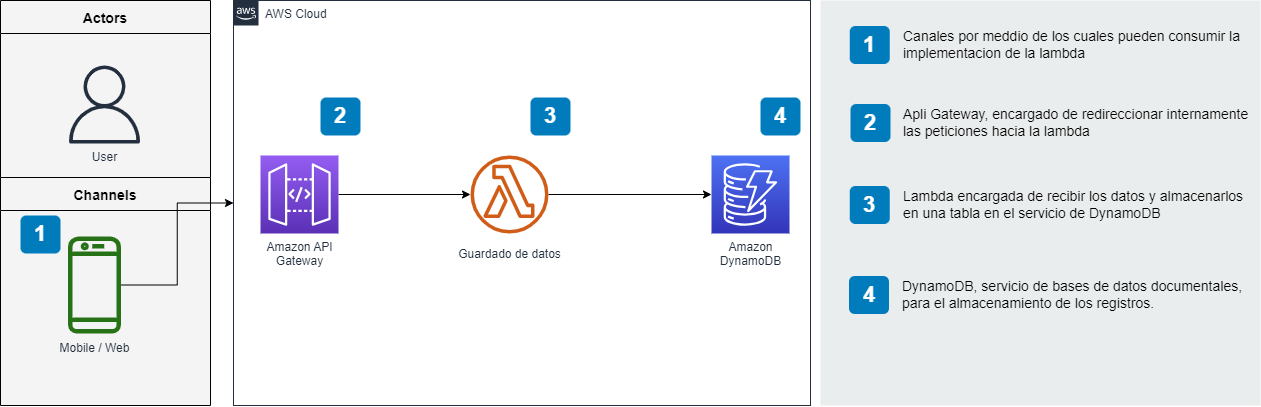 Actors
User
Channels
1
Mobile / Web
aws
AWS Cloud
2
Amazon API
Gateway
3
Guardado de datos
4
Amazon
DynamoDB
1
Canales por meddio de los cuales pueden consumir la
implementacion de la lambda
2
Apli Gateway, encargado de redireccionar internamente
las peticiones hacia la lambda
3
Lambda encargada de recibir los datos y almacenarlos
en una tabla en el servicio de DynamoDB
4
DynamoDB, servicio de bases de datos documentales,
para el almacenamiento de los registros.